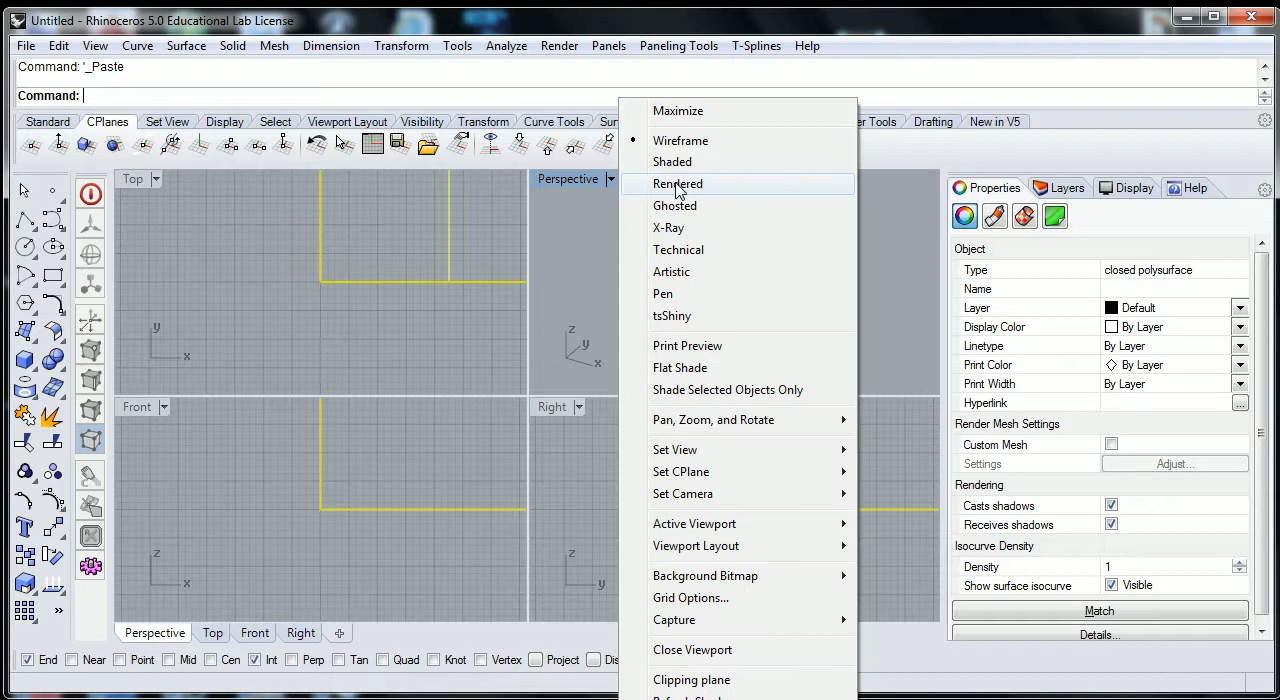 Untitled - Rhinoceros 5.0 Educational Lab License
File Edit View Curve Surface Solid Mesh Dimension Transform Tools Analyze Render Panels Paneling Tools T-Splines Help
Command: '_Paste
Command:
Standard CPlanes Set View Display Select Viewport Layout Visibility Transform Curve Tools Tools Drafting New in V5
Maximize
Wireframe
Shaded
Rendered
Ghosted
X-Ray
Technical
Artistic
Pen
tsShiny
Print Preview
Flat Shade
Shade Selected Objects Only
Pan, Zoom, and Rotate
Set View
Set CPlane
Set Camera
Active Viewport
Viewport Layout
Background Bitmap
Grid Options...
Capture
Close Viewport
Clipping plane
Top
y
x
Perspective
z
y
x
Front
z
x
Right
z
y
Perspective Top Front Right
End Near Point Mid Cen Int Perp Tan Quad Knot Vertex Project
Properties Layers Display Help
Object
Type closed polysurface
Name
Layer Default
Display Color By Layer
Linetype By Layer
Print Color By Layer
Print Width By Layer
Hyperlink ...
Render Mesh Settings
Custom Mesh
Settings Adjust...
Rendering
Casts shadows
Receives shadows
Isocurve Density
Density 1
Show surface isocurve Visible
Match
Details...